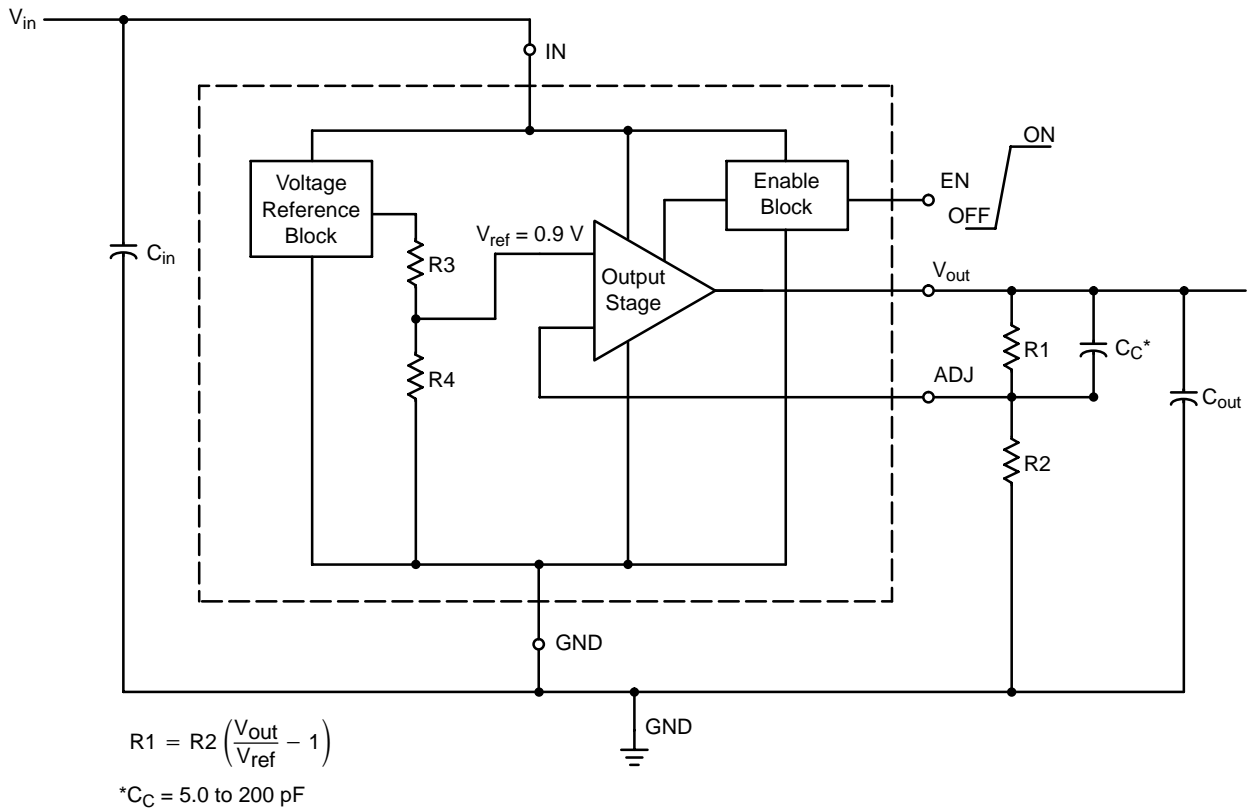 Vin
IN
ON
Voltage
Reference
Block
Enable
Block
EN
OFF
Cin
R3
Vref = 0.9 V
Output
Stage
Vout
R1
CC*
R4
ADJ
Cout
R2
GND
GND
R1 = R2 (Vout/Vref − 1)
*CC = 5.0 to 200 pF